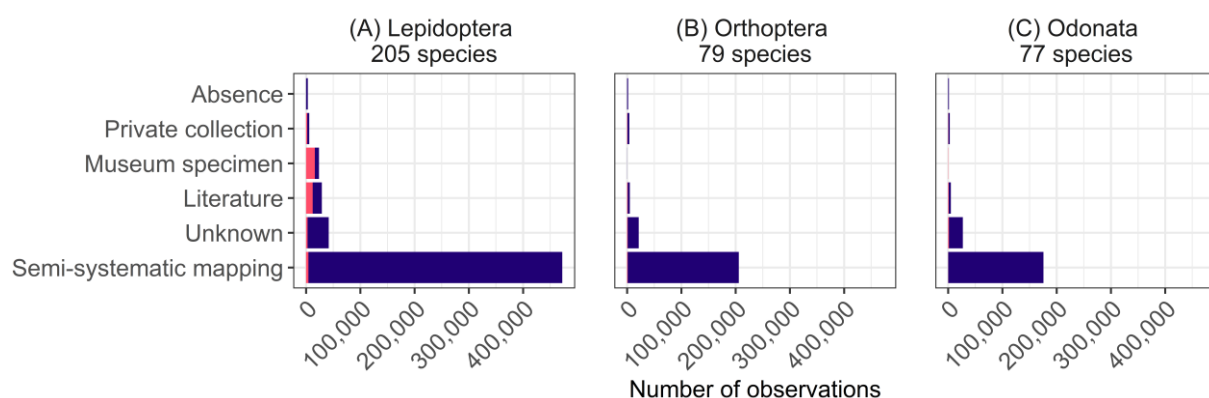 (A) Lepidoptera
205 species
(B) Orthoptera
79 species
(C) Odonata
77 species
Absence
Private collection
Museum specimen
Literature
Unknown
Semi-systematic mapping
0
100,000
200,000
300,000
400,000
0
100,000
200,000
300,000
400,000
0
100,000
200,000
300,000
400,000
Number of observations